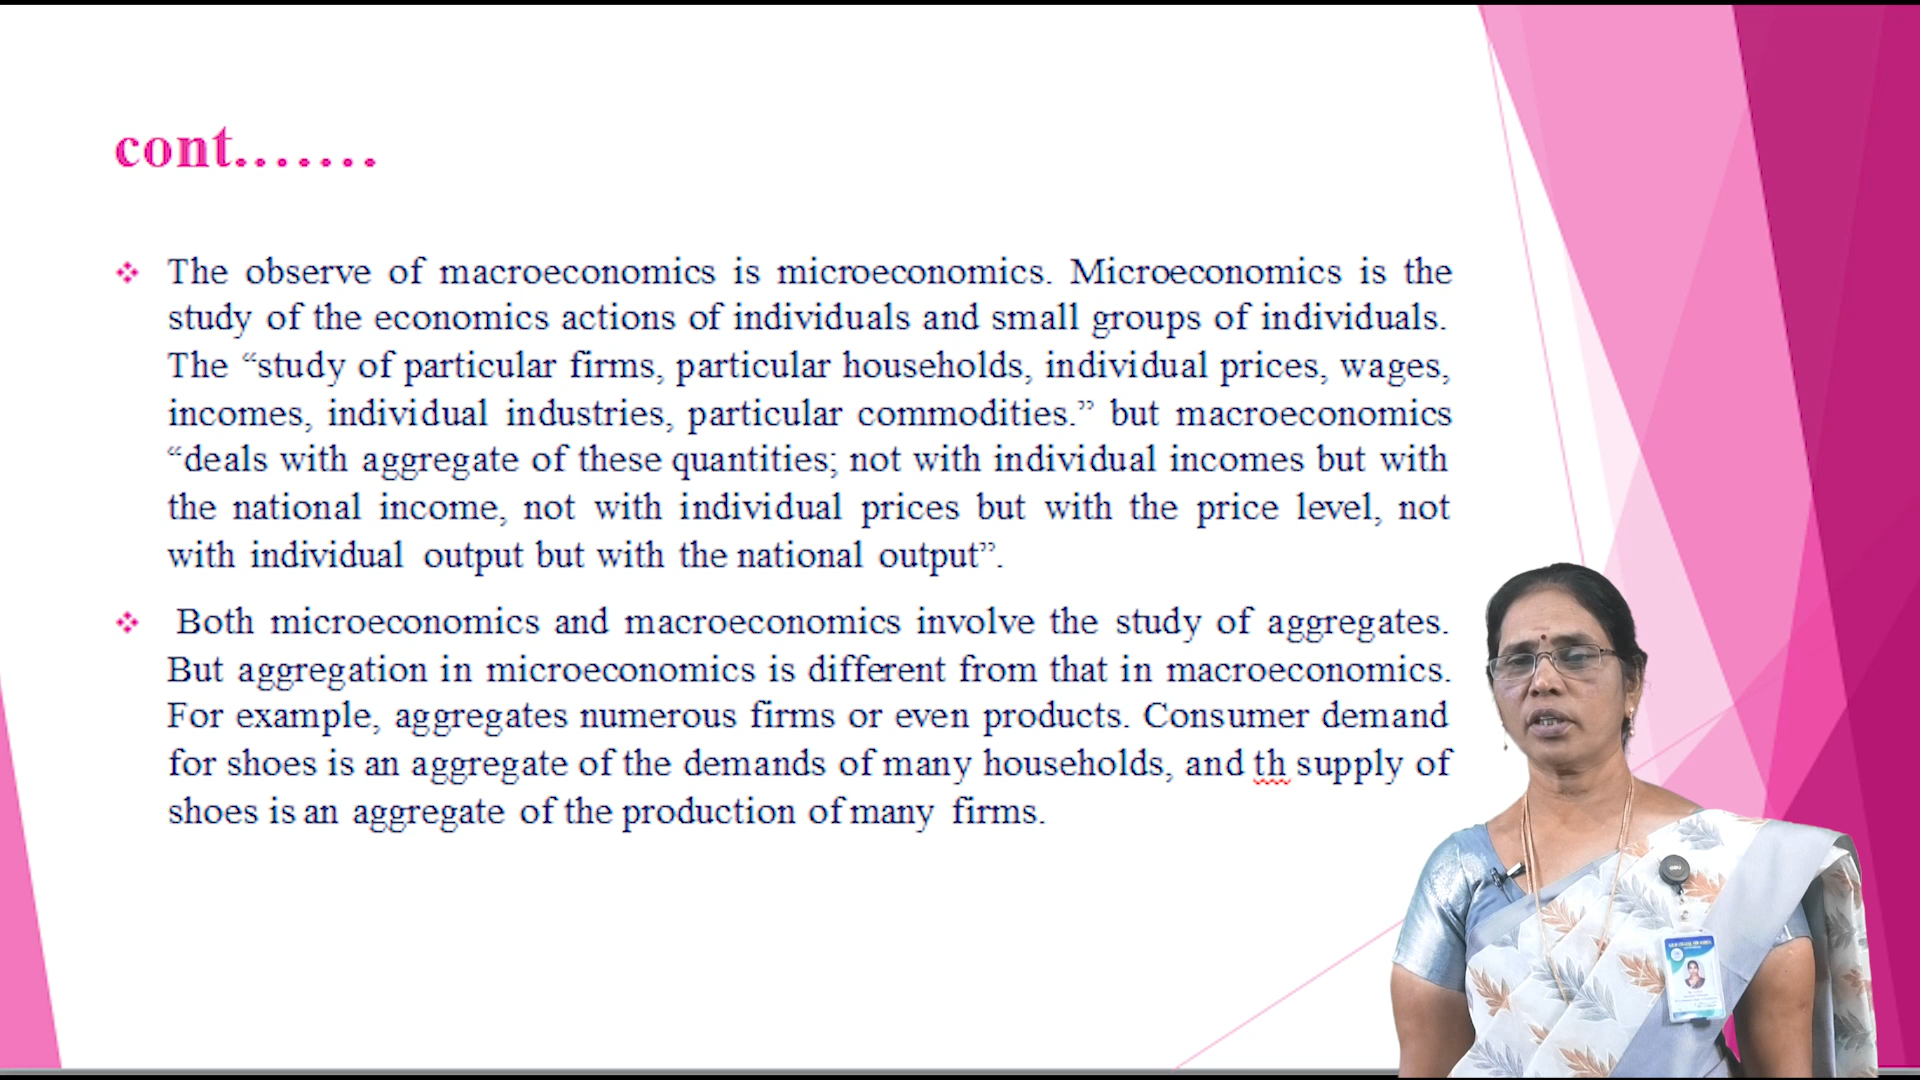 cont.......
The observe of macroeconomics is microeconomics. Microeconomics is the
study of the economics actions of individuals and small groups of individuals.
The “study of particular firms, particular households, individual prices, wages,
incomes, individual industries, particular commodities.” but macroeconomics
“deals with aggregate of these quantities; not with individual incomes but with
the national income, not with individual prices but with the price level, not
with individual output but with the national output”.
Both microeconomics and macroeconomics involve the study of aggregates.
But aggregation in microeconomics is different from that in macroeconomics.
For example, aggregates numerous firms or even products. Consumer demand
for shoes is an aggregate of the demands of many households, and th supply of
shoes is an aggregate of the production of many firms.